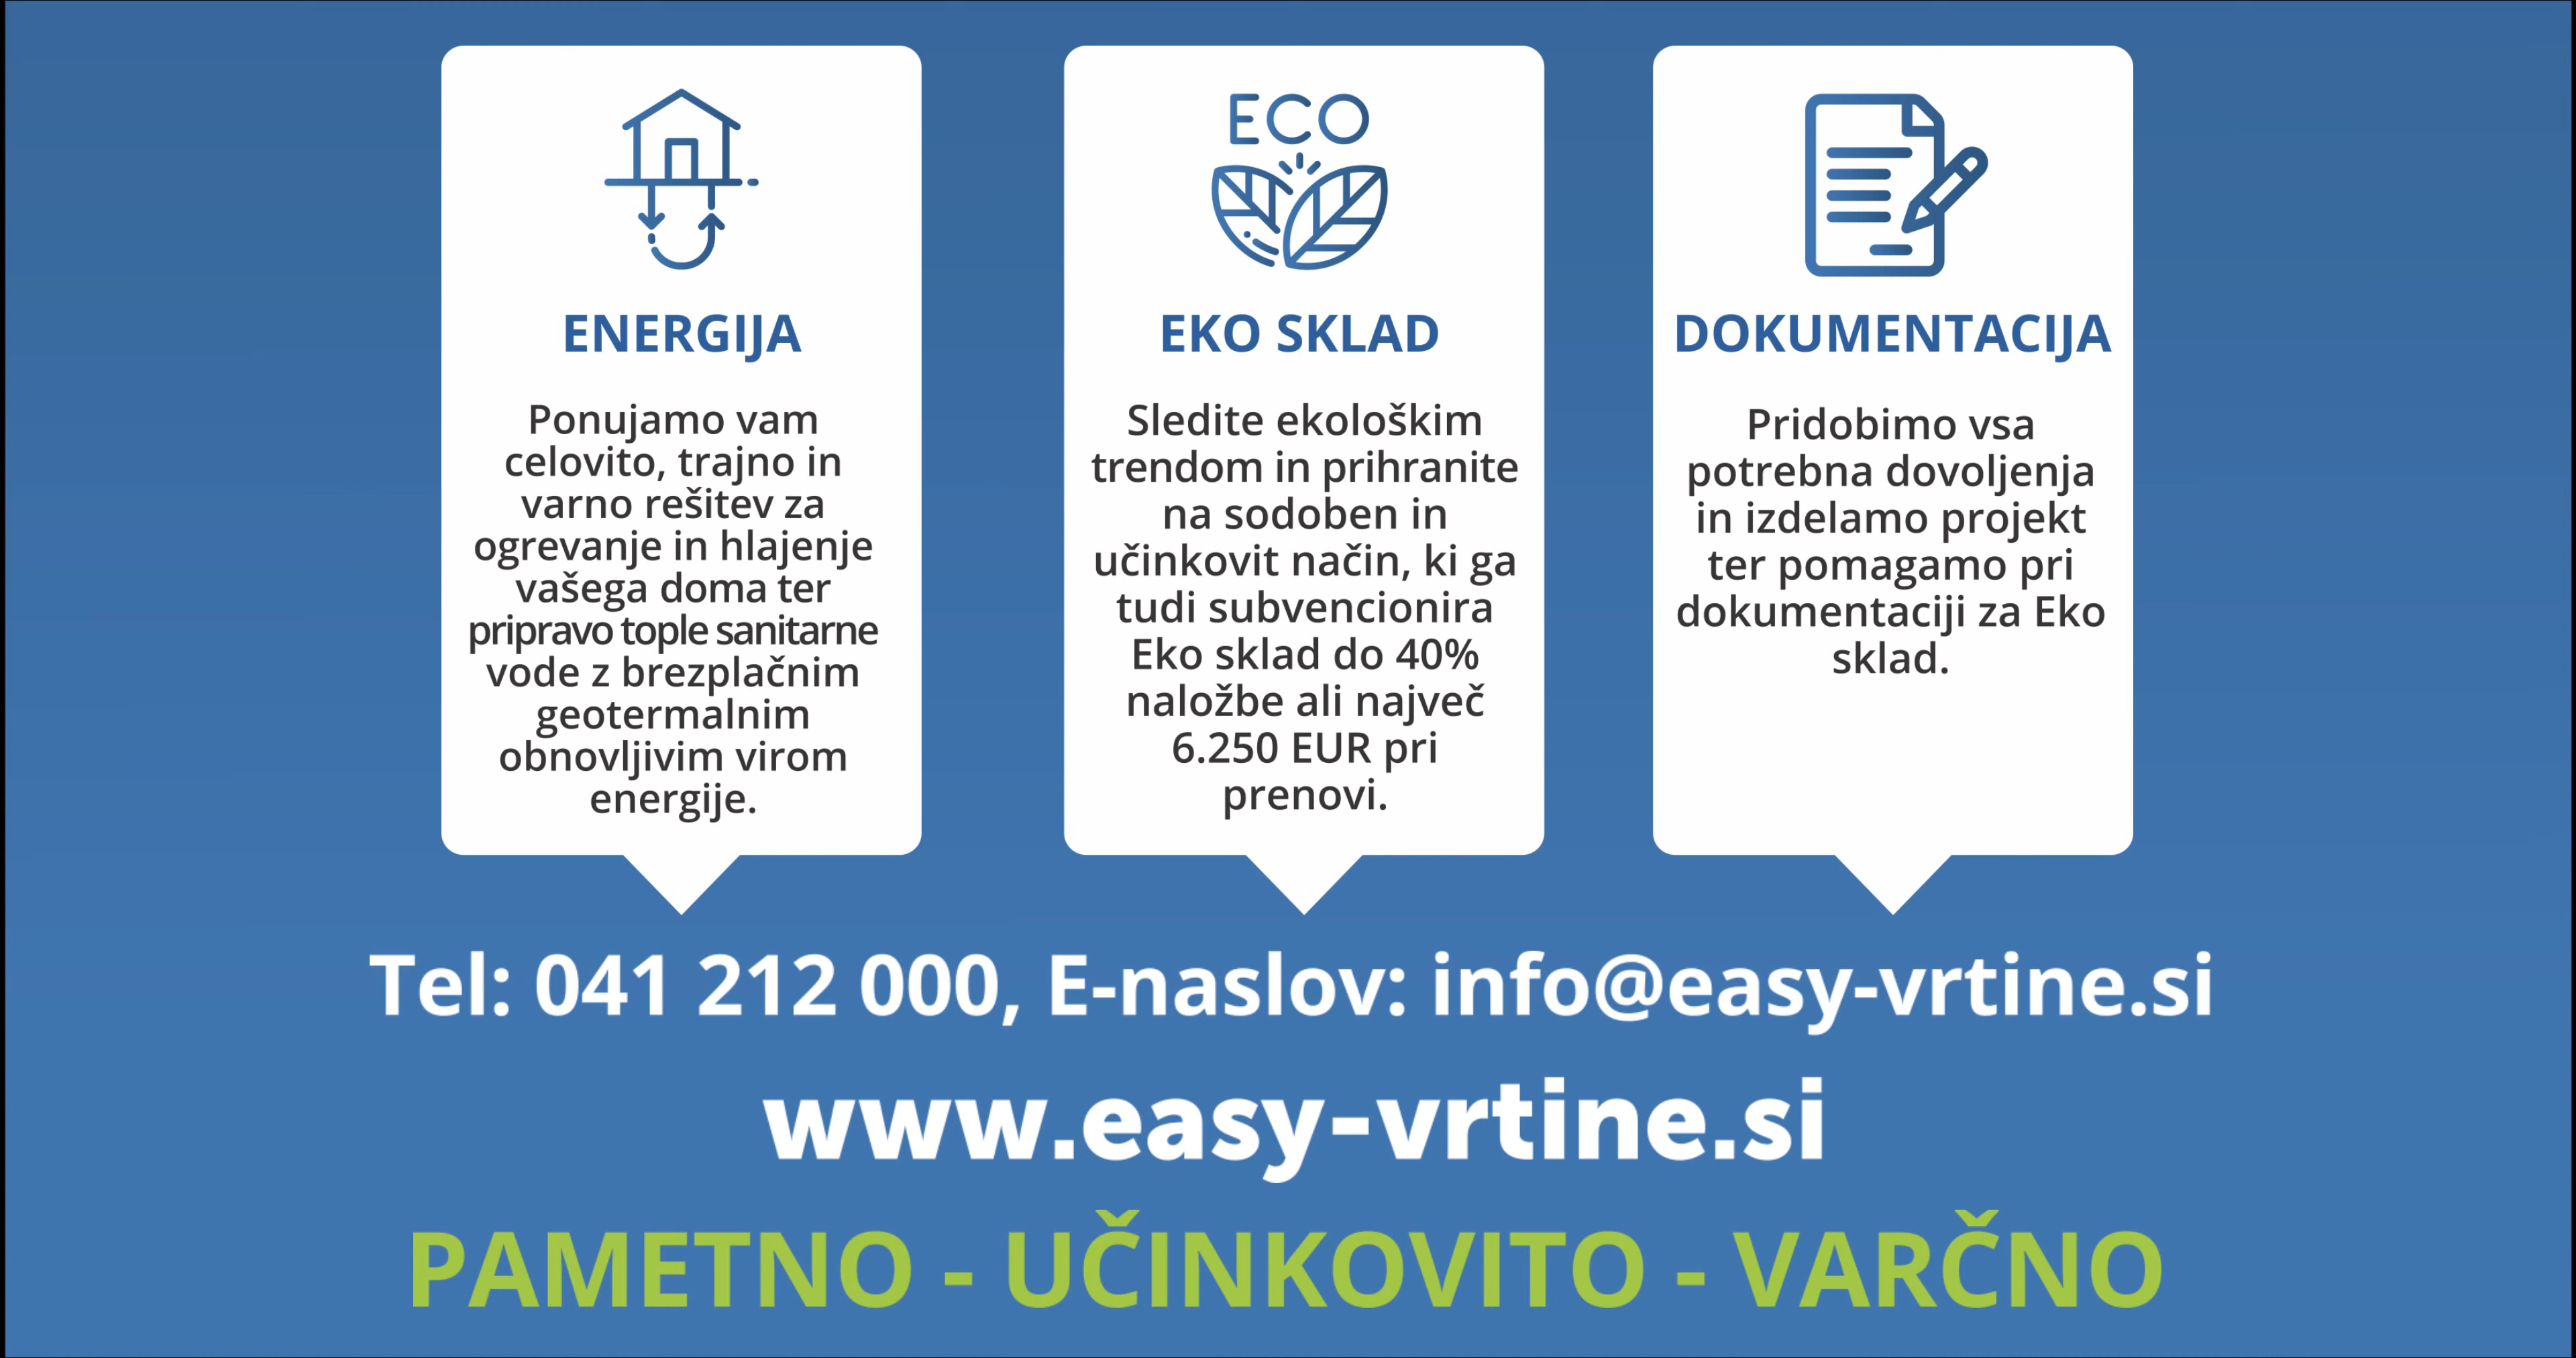 ENERGIJA
Ponujamo vam
celovito, trajno in
varno rešitev za
ogrevanje in hlajenje
vašega doma ter
pripravo tople sanitarne
vode z brezplačnim
geotermalnim
obnovljivim virom
energije.
ECO
EKO SKLAD
Sledite ekološkim
trendom in prihranite
na sodoben in
učinkovit način, ki ga
tudi subvencionira
Eko sklad do 40%
naložbe ali največ
6.250 EUR pri
prenovi.
DOKUMENTACIJA
Pridobimo vsa
potrebna dovoljenja
in izdelamo projekt
ter pomagamo pri
dokumentaciji za Eko
sklad.
Tel: 041 212 000, E-naslov: info@easy-vrtine.si
www.easy-vrtine.si
PAMETNO - UČINKOVITO - VARČNO